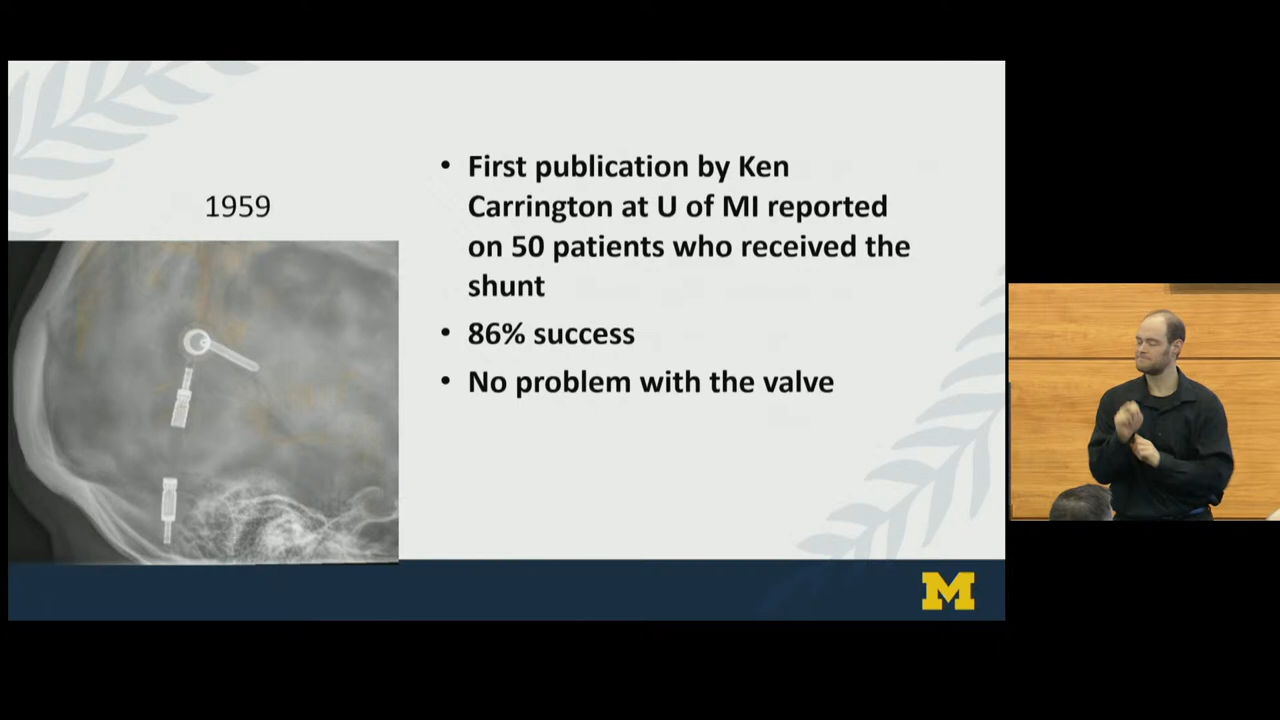 1959
• First publication by Ken
Carrington at U of MI reported
on 50 patients who received the
shunt
• 86% success
• No problem with the valve
M